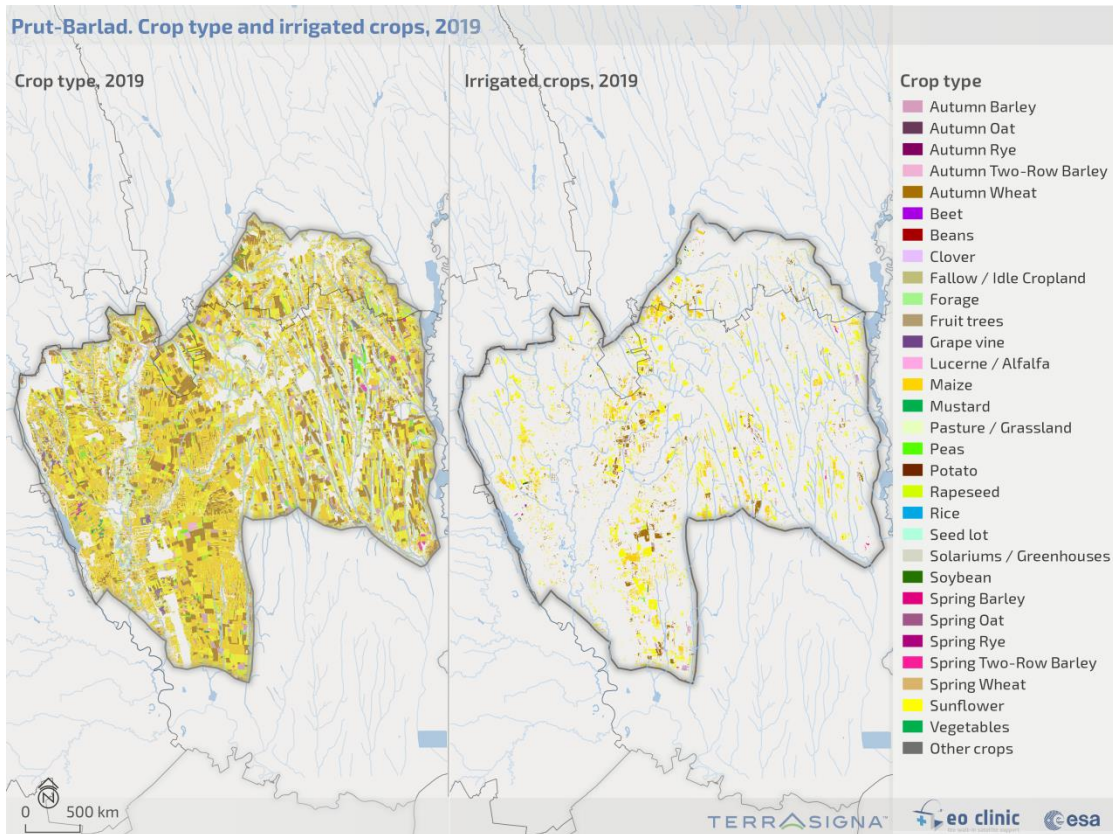 Prut-Barlad. Crop type and irrigated crops, 2019
Crop type, 2019
Irrigated crops, 2019
Crop type
Autumn Barley
Autumn Oat
Autumn Rye
Autumn Two-Row Barley
Autumn Wheat
Beet
Beans
Clover
Fallow / Idle Cropland
Forage
Fruit trees
Grape vine
Lucerne / Alfalfa
Maize
Mustard
Pasture / Grassland
Peas
Potato
Rapeseed
Rice
Seed lot
Solariums / Greenhouses
Soybean
Spring Barley
Spring Oat
Spring Rye
Spring Two-Row Barley
Spring Wheat
Sunflower
Vegetables
Other crops
N
0 500 km
TERRASIGNA™
eo clinic
esa